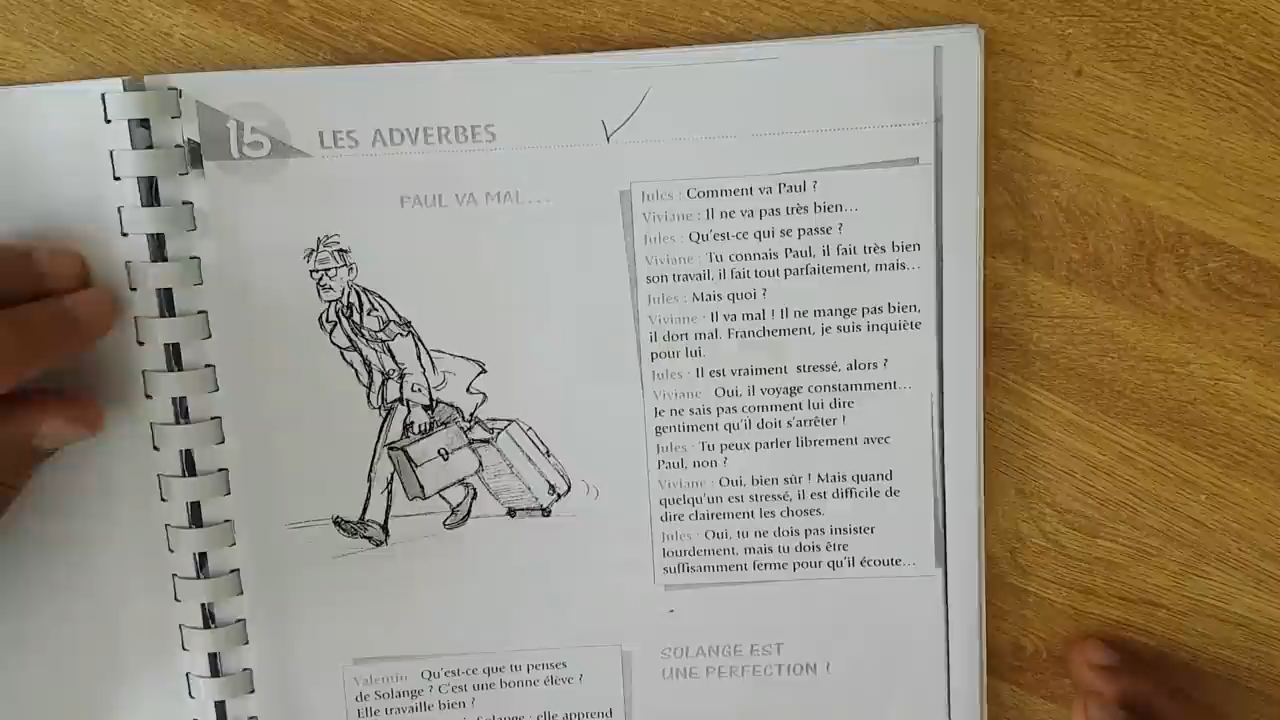 15 LES ADVERBES
PAUL VA MAL...
Jules : Comment va Paul ?
Viviane : Il ne va pas très bien...
Jules : Qu'est-ce qui se passe ?
Viviane : Tu connais Paul, il fait très bien
son travail, il fait tout parfaitement, mais...
Jules : Mais quoi ?
Viviane : Il va mal ! Il ne mange pas bien,
il dort mal. Franchement, je suis inquiète
pour lui.
Jules : Il est vraiment stressé, alors ?
Viviane : Oui, il voyage constamment...
Je ne sais pas comment lui dire
gentiment qu'il doit s'arrêter !
Jules : Tu peux parler librement avec
Paul, non ?
Viviane : Oui, bien sûr ! Mais quand
quelqu'un est stressé, il est difficile de
dire clairement les choses.
Jules : Oui, tu ne dois pas insister
lourdement, mais tu dois être
suffisamment ferme pour qu'il écoute...
SOLANGE EST
UNE PERFECTION !
Valentin Qu'est-ce que tu penses
de Solange ? C'est une bonne élève ?
Elle travaille bien ?
Solange : elle apprend